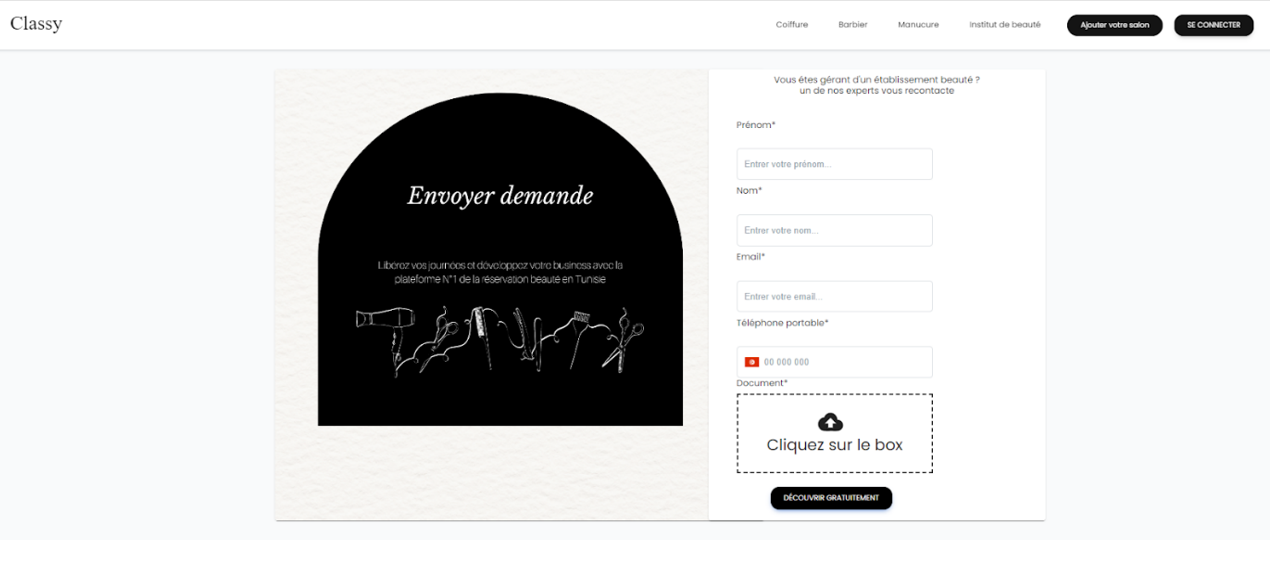 Classy
Coiffure Barbier Manucure Institut de beauté Ajouter votre salon SE CONNECTER
Envoyer demande
Libérez vos journées et développez votre business avec la
plateforme N°1 de la réservation beauté en Tunisie
Vous êtes gérant d'un établissement beauté ?
un de nos experts vous recontacte
Prénom*
Entrer votre prénom...
Nom*
Entrer votre nom...
Email*
Entrer votre email...
Téléphone portable*
00 000 000
Document*
Cliquez sur le box
DÉCOUVRIR GRATUITEMENT